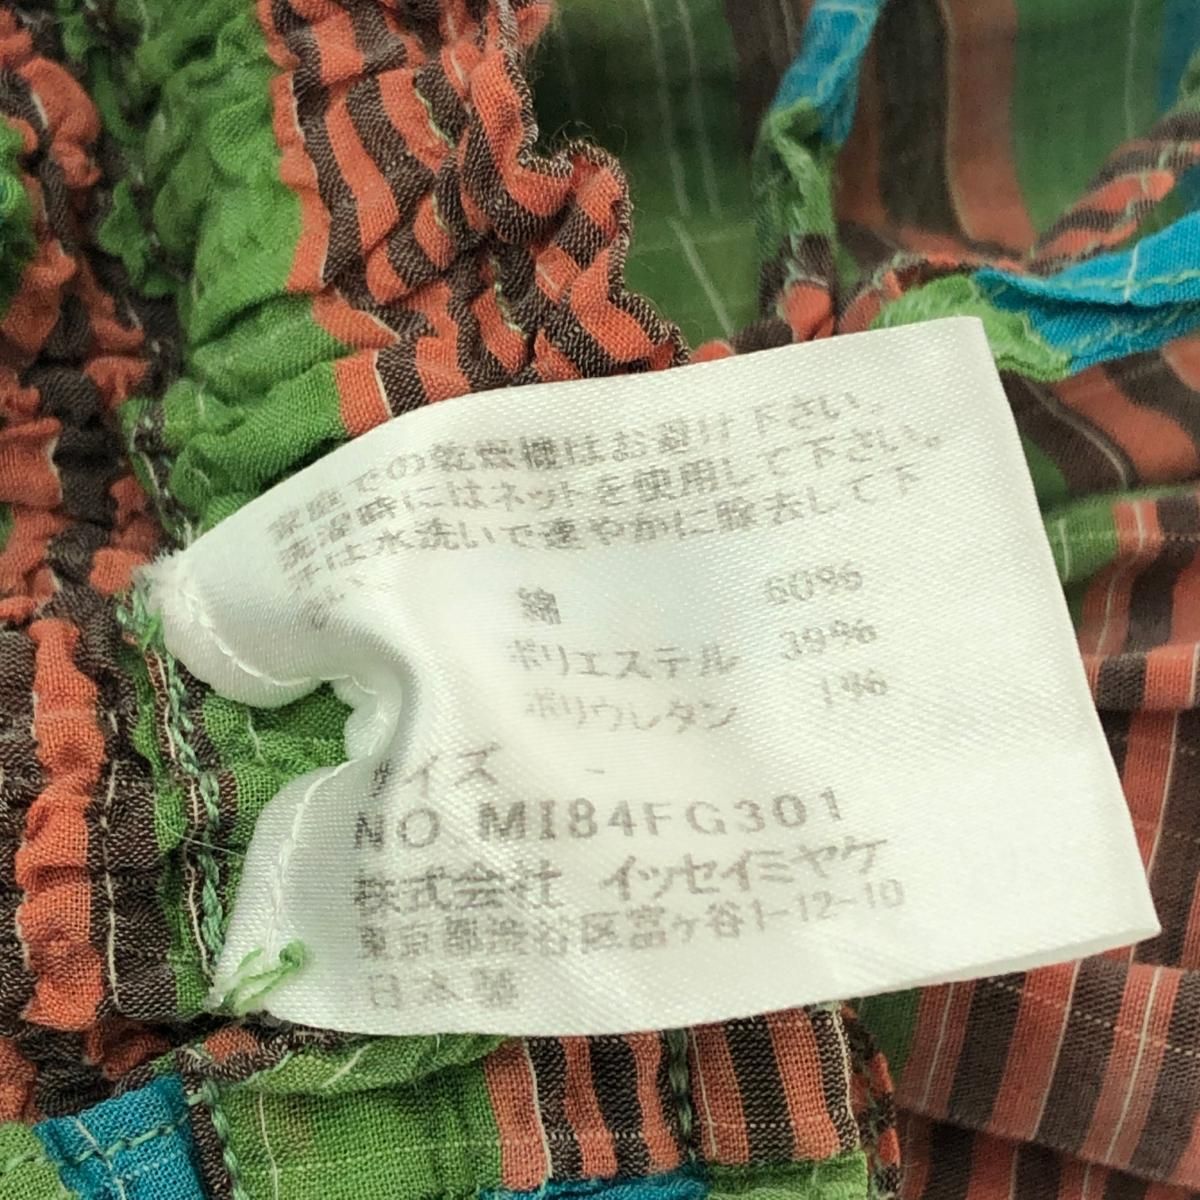 家庭での乾燥機はお避け下さい。
洗濯時にはネットを使用して下さい。
汗は水洗いで速やかに除去して下
さい。
綿 60%
ポリエステル 39%
ポリウレタン 1%
サイズ -
NO MI84FG301
株式会社 イッセイミヤケ
東京都渋谷区富ヶ谷1-12-10
日本製